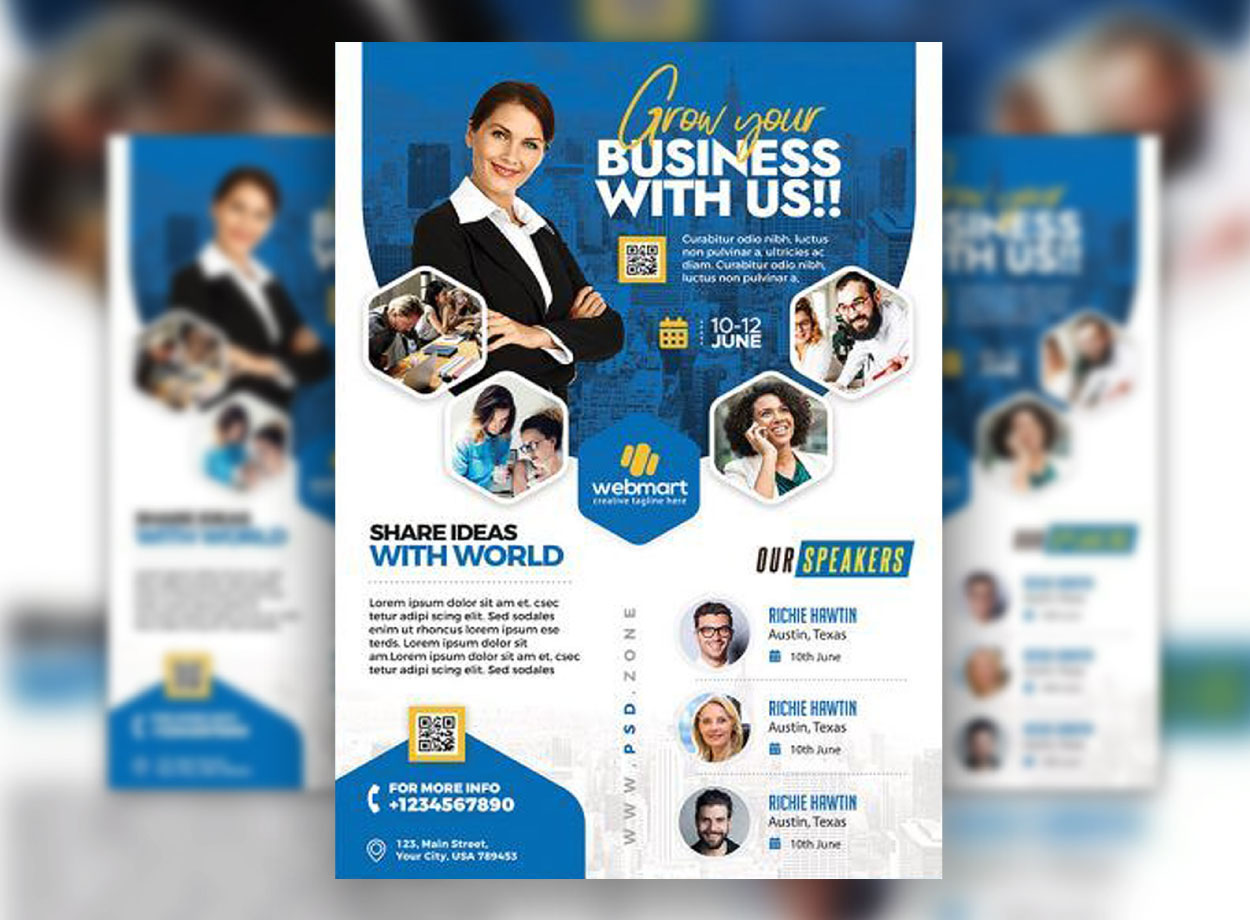 Grow your
BUSINESS
WITH US!!
Curabitur odio nibh, luctus
non pulvinar a, ultricies ac
diam. Curabitur odio nibh,
luctus non pulvinar a.
10-12
JUNE
webmart
creative tagline here
SHARE IDEAS
WITH WORLD
Lorem ipsum dolor sit am et, csec
tetur adipi scing elit. Sed sodales
enim ut rhoncus lorem ipsum ese
terds. Lorem ipsum dolor sit
am.Lorem ipsum dolor sit am et, csec
tetur adipi scing elit. Sed sodales
FOR MORE INFO
+1234567890
123, Main Street,
Your City, USA 789453
WWW.PSD.ZONE
OUR SPEAKERS
RICHIE HAWTIN
Austin, Texas
10th June
RICHIE HAWTIN
Austin, Texas
10th June
RICHIE HAWTIN
Austin, Texas
10th June